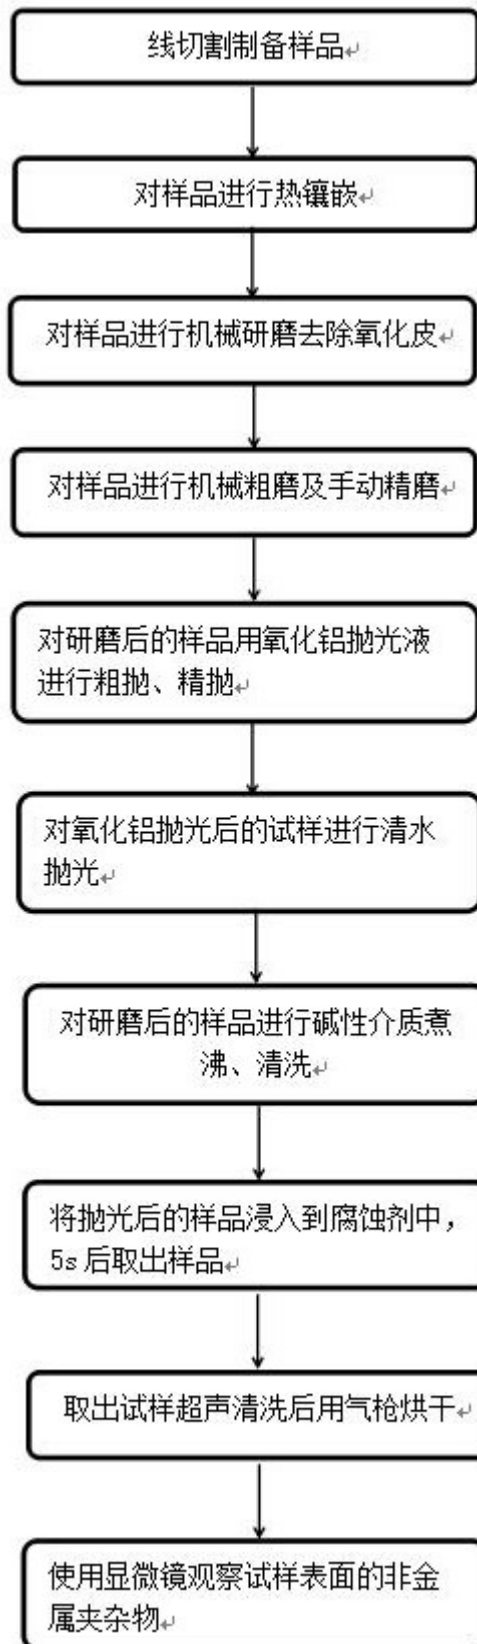 线切割制备样品
对样品进行热镶嵌
对样品进行机械研磨去除氧化皮
对样品进行机械粗磨及手动精磨
对研磨后的样品用氧化铝抛光液
进行粗抛、精抛
对氧化铝抛光后的试样进行清水
抛光
对研磨后的样品进行碱性介质煮
沸、清洗
将抛光后的样品浸入到腐蚀剂中，
5s后取出样品
取出试样超声清洗后用气枪烘干
使用显微镜观察试样表面的非金
属夹杂物